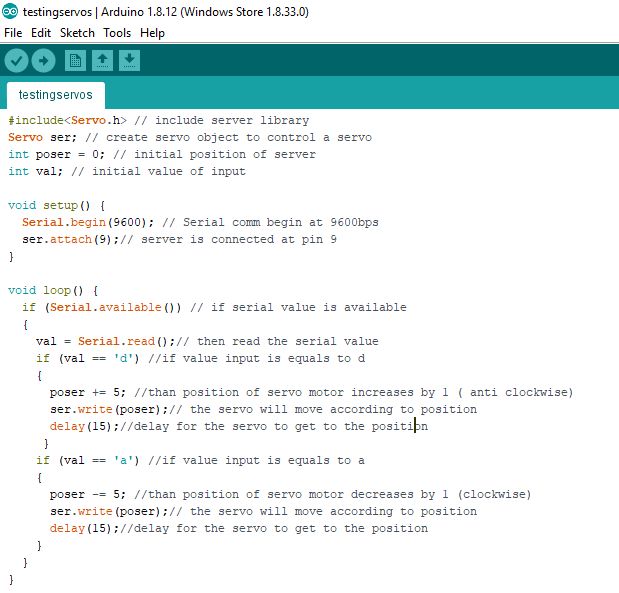 testingservos | Arduino 1.8.12 (Windows Store 1.8.33.0)
File Edit Sketch Tools Help
testingservos
#include<Servo.h> // include server library
Servo ser; // create servo object to control a servo
int poser = 0; // initial position of server
int val; // initial value of input
void setup() {
Serial.begin(9600); // Serial comm begin at 9600bps
ser.attach(9);// server is connected at pin 9
}
void loop() {
if (Serial.available()) // if serial value is available
{
val = Serial.read();// then read the serial value
if (val == 'd') //if value input is equals to d
{
poser += 5; //than position of servo motor increases by 1 ( anti clockwise)
ser.write(poser);// the servo will move according to position
delay(15);//delay for the servo to get to the position
}
if (val == 'a') //if value input is equals to a
{
poser -= 5; //than position of servo motor decreases by 1 (clockwise)
ser.write(poser);// the servo will move according to position
delay(15);//delay for the servo to get to the position
}
}
}